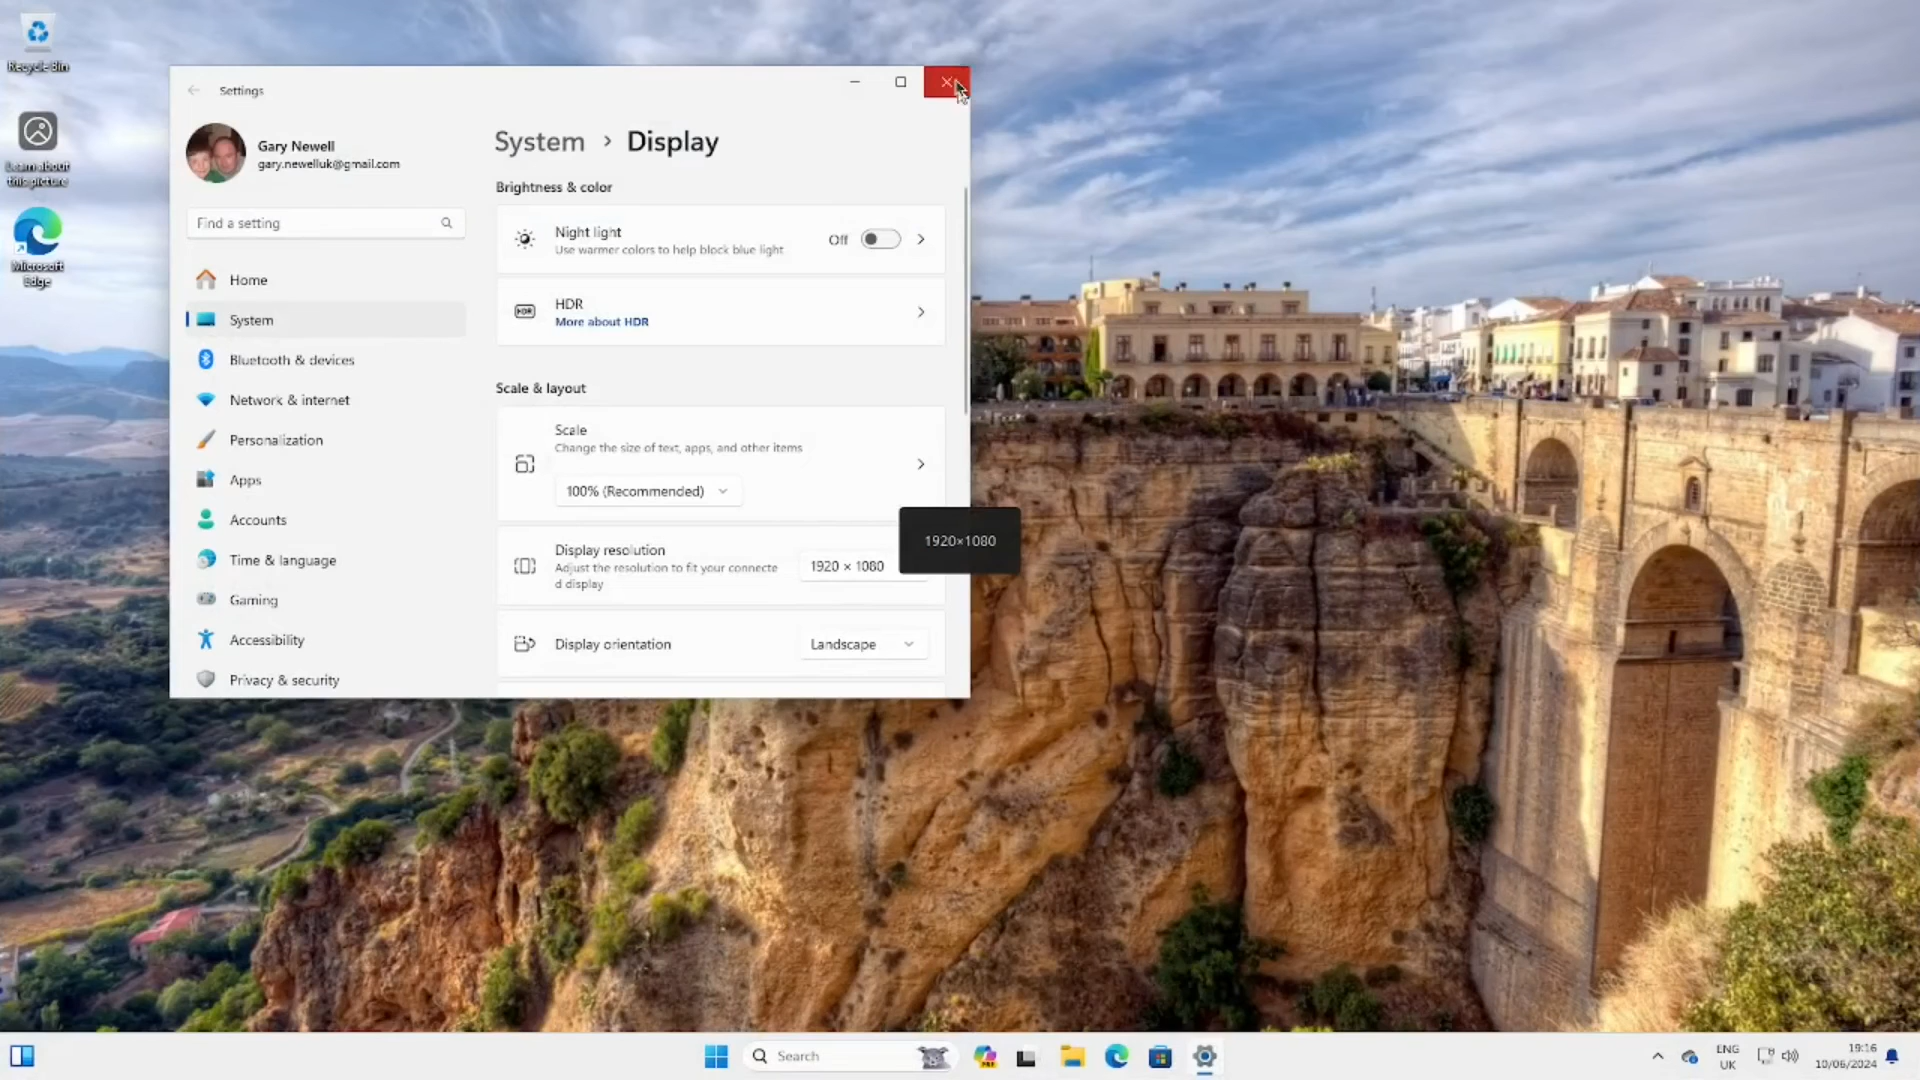 Recycle Bin
Learn about
this picture
Microsoft
Edge
Settings
Gary Newell
gary.newelluk@gmail.com
Find a setting
Home
System
Bluetooth & devices
Network & internet
Personalization
Apps
Accounts
Time & language
Gaming
Accessibility
Privacy & security
System > Display
Brightness & color
Night light
Use warmer colors to help block blue light
Off
HDR
HDR
More about HDR
Scale & layout
Scale
Change the size of text, apps, and other items
100% (Recommended)
Display resolution
Adjust the resolution to fit your connecte
d display
1920 × 1080
1920×1080
Display orientation
Landscape
Search
PRE
ENG
UK
19:16
10/06/2024